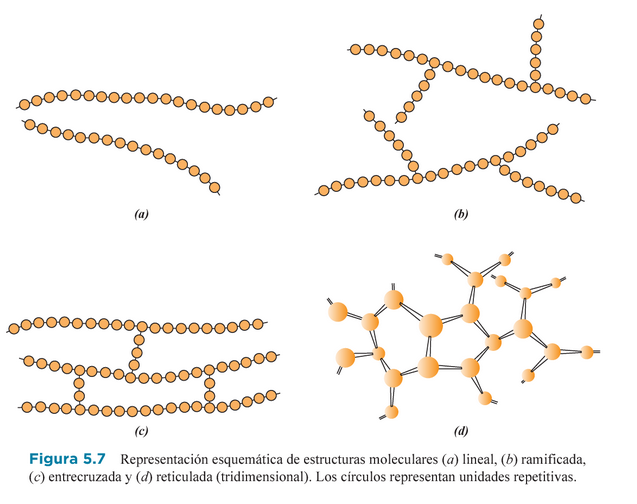 (a)
(b)
(c)
(d)
Figura 5.7 Representación esquemática de estructuras moleculares (a) lineal, (b) ramificada,
(c) entrecruzada y (d) reticulada (tridimensional). Los círculos representan unidades repetitivas.